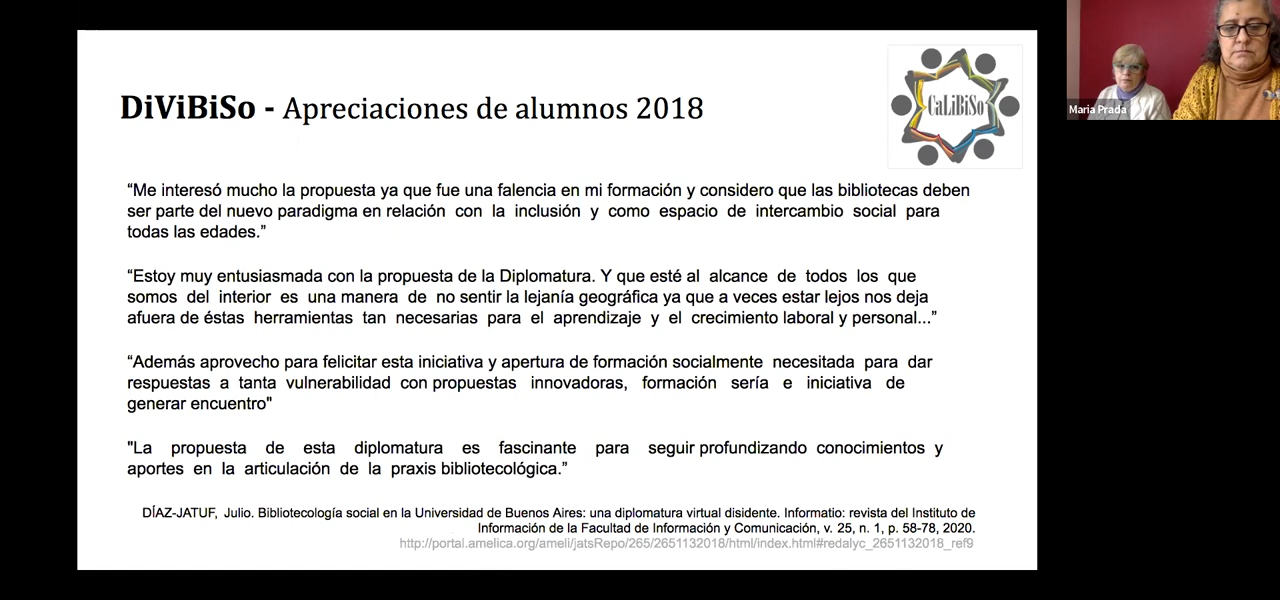 DiViBiSo - Apreciaciones de alumnos 2018
CaLiBiSo
Maria Prada
“Me interesó mucho la propuesta ya que fue una falencia en mi formación y considero que las bibliotecas deben
ser parte del nuevo paradigma en relación con la inclusión y como espacio de intercambio social para
todas las edades.”
“Estoy muy entusiasmada con la propuesta de la Diplomatura. Y que esté al alcance de todos los que
somos del interior es una manera de no sentir la lejanía geográfica ya que a veces estar lejos nos deja
afuera de éstas herramientas tan necesarias para el aprendizaje y el crecimiento laboral y personal...”
“Además aprovecho para felicitar esta iniciativa y apertura de formación socialmente necesitada para dar
respuestas a tanta vulnerabilidad con propuestas innovadoras, formación sería e iniciativa de
generar encuentro"
"La propuesta de esta diplomatura es fascinante para seguir profundizando conocimientos y
aportes en la articulación de la praxis bibliotecológica.”
DÍAZ-JATUF, Julio. Bibliotecología social en la Universidad de Buenos Aires: una diplomatura virtual disidente. Informatio: revista del Instituto de
Información de la Facultad de Información y Comunicación, v. 25, n. 1, p. 58-78, 2020.
http://portal.amelica.org/ameli/jatsRepo/265/2651132018/html/index.html#redalyc_2651132018_ref9